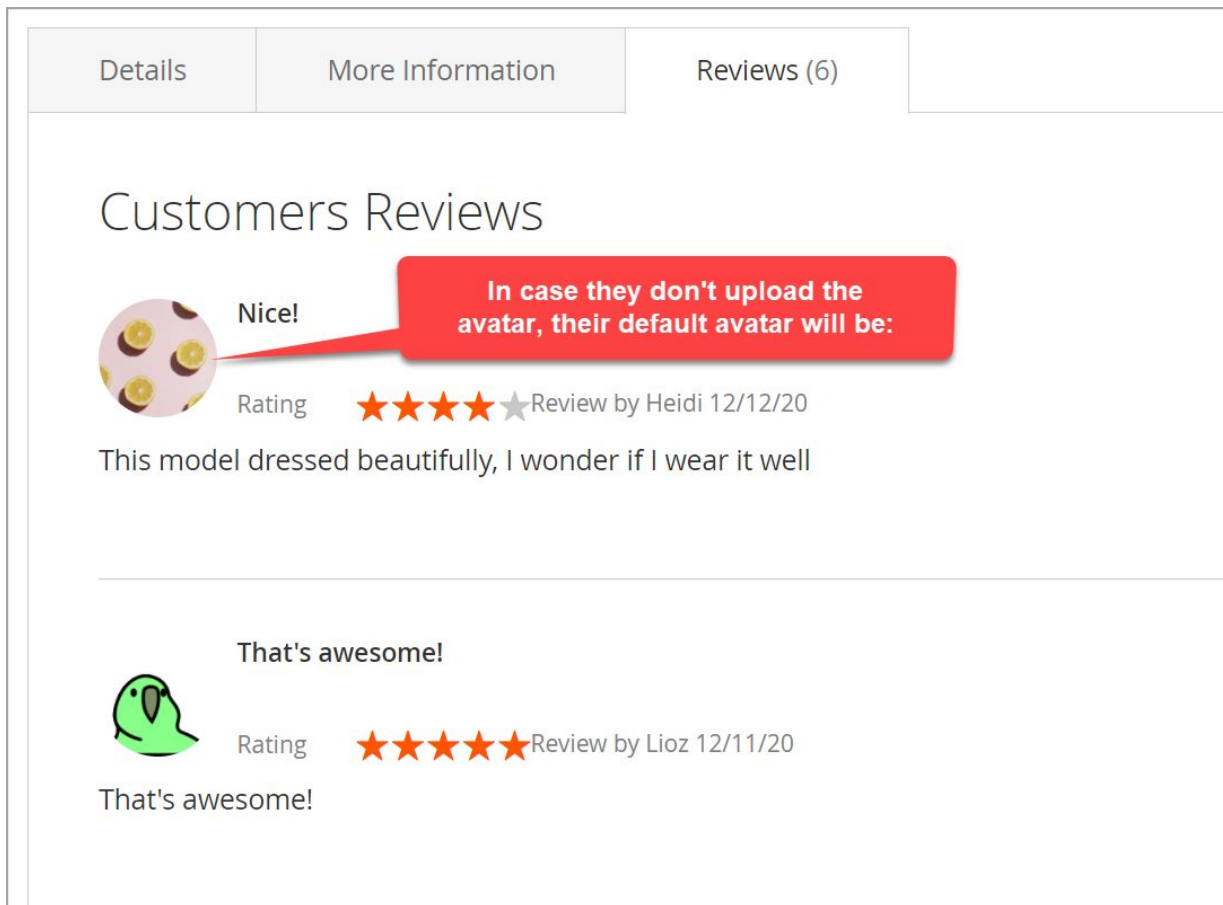 Details
More Information
Reviews (6)
Customers Reviews
In case they don't upload the
avatar, their default avatar will be:
Nice!
Rating
Review by Heidi 12/12/20
This model dressed beautifully, I wonder if I wear it well
That's awesome!
Rating
Review by Lioz 12/11/20
That's awesome!